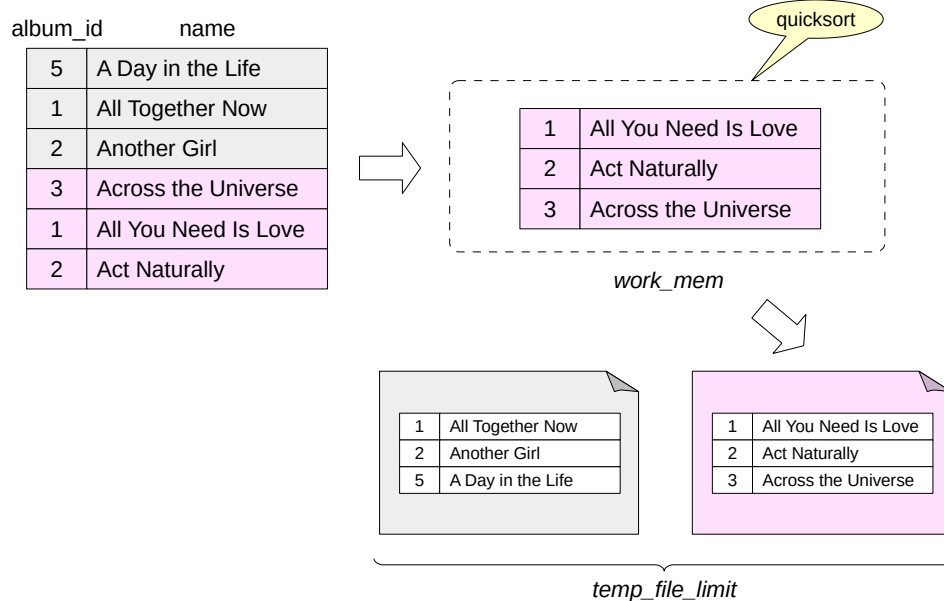 quicksort
album_id name
5 A Day in the Life
1 All Together Now
2 Another Girl
3 Across the Universe
1 All You Need Is Love
2 Act Naturally
1 All You Need Is Love
2 Act Naturally
3 Across the Universe
work_mem
1 All Together Now
2 Another Girl
5 A Day in the Life
1 All You Need Is Love
2 Act Naturally
3 Across the Universe
temp_file_limit